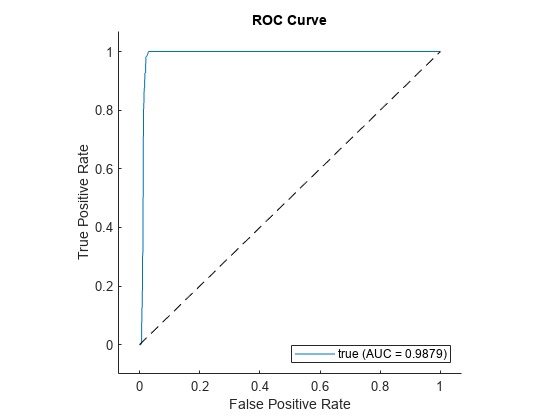 ROC Curve
1
0.8
0.6
0.4
0.2
0
True Positive Rate
true (AUC = 0.9879)
0 0.2 0.4 0.6 0.8 1
False Positive Rate